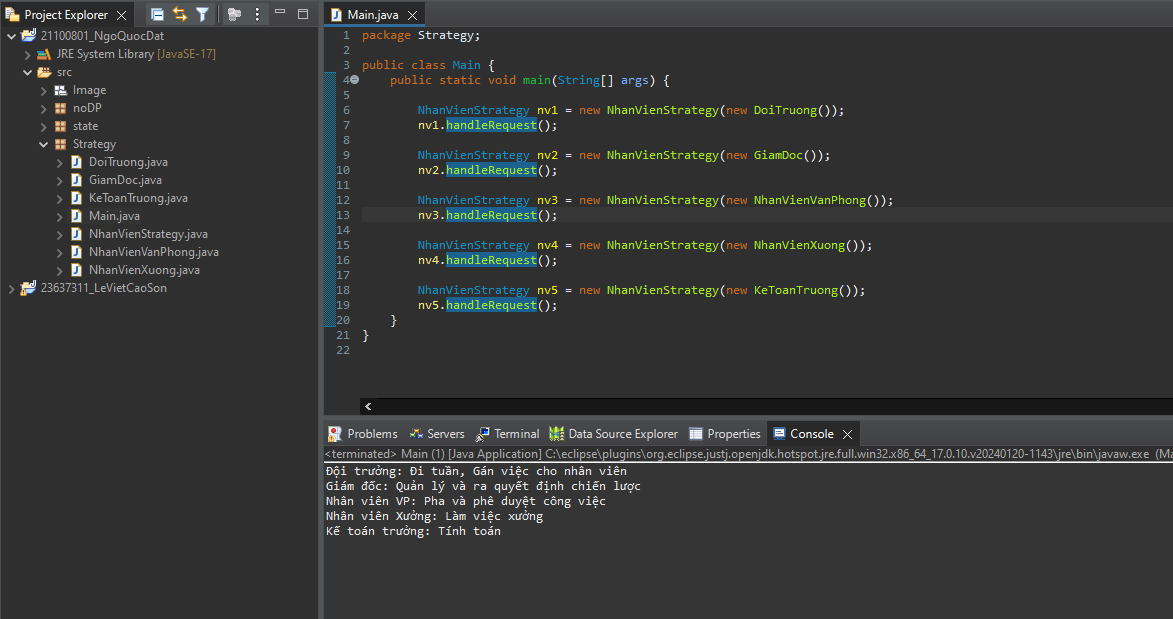 Project Explorer
21100801_NgoQuocDat
JRE System Library [JavaSE-17]
src
Image
noDP
state
Strategy
DoiTruong.java
GiamDoc.java
KeToanTruong.java
Main.java
NhanVienStrategy.java
NhanVienVanPhong.java
NhanVienXuong.java
23637311_LeVietCaoSon
Main.java
1 package Strategy;
2
3 public class Main {
4 public static void main(String[] args) {
5
6 NhanVienStrategy nv1 = new NhanVienStrategy(new DoiTruong());
7 nv1.handleRequest();
8
9 NhanVienStrategy nv2 = new NhanVienStrategy(new GiamDoc());
10 nv2.handleRequest();
11
12 NhanVienStrategy nv3 = new NhanVienStrategy(new NhanVienVanPhong());
13 nv3.handleRequest();
14
15 NhanVienStrategy nv4 = new NhanVienStrategy(new NhanVienXuong());
16 nv4.handleRequest();
17
18 NhanVienStrategy nv5 = new NhanVienStrategy(new KeToanTruong());
19 nv5.handleRequest();
20 }
21 }
22
Problems Servers Terminal Data Source Explorer Properties Console
<terminated> Main (1) [Java Application] C:\eclipse\plugins\org.eclipse.justj.openjdk.hotspot.jre.full.win32.x86_64_17.0.10.v20240120-1143\jre\bin\javaw.exe (Ma
Đội trưởng: Đi tuần, Gán việc cho nhân viên
Giám đốc: Quản lý và ra quyết định chiến lược
Nhân viên VP: Pha và phê duyệt công việc
Nhân viên Xưởng: Làm việc xưởng
Kế toán trưởng: Tính toán